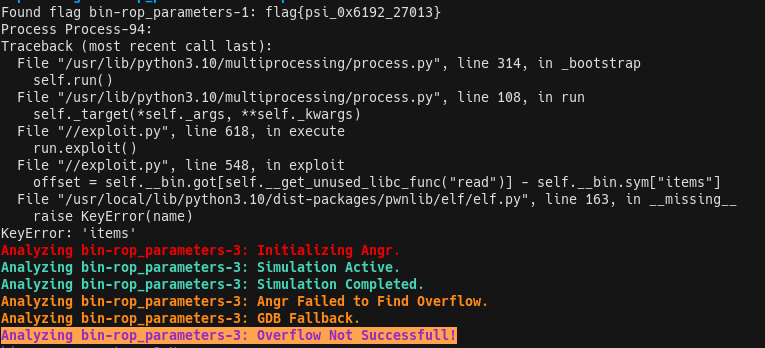 Found flag bin-rop_parameters-1: flag{psi_0x6192_27013}
Process Process-94:
Traceback (most recent call last):
  File "/usr/lib/python3.10/multiprocessing/process.py", line 314, in _bootstrap
    self.run()
  File "/usr/lib/python3.10/multiprocessing/process.py", line 108, in run
    self._target(*self._args, **self._kwargs)
  File "//exploit.py", line 618, in execute
    run.exploit()
  File "//exploit.py", line 548, in exploit
    offset = self.__bin.got[self.__get_unused_libc_func("read")] - self.__bin.sym["items"]
  File "/usr/local/lib/python3.10/dist-packages/pwnlib/elf/elf.py", line 163, in __missing__
    raise KeyError(name)
KeyError: 'items'
Analyzing bin-rop_parameters-3: Initializing Angr.
Analyzing bin-rop_parameters-3: Simulation Active.
Analyzing bin-rop_parameters-3: Simulation Completed.
Analyzing bin-rop_parameters-3: Angr Failed to Find Overflow.
Analyzing bin-rop_parameters-3: GDB Fallback.
Analyzing bin-rop_parameters-3: Overflow Not Successfull!